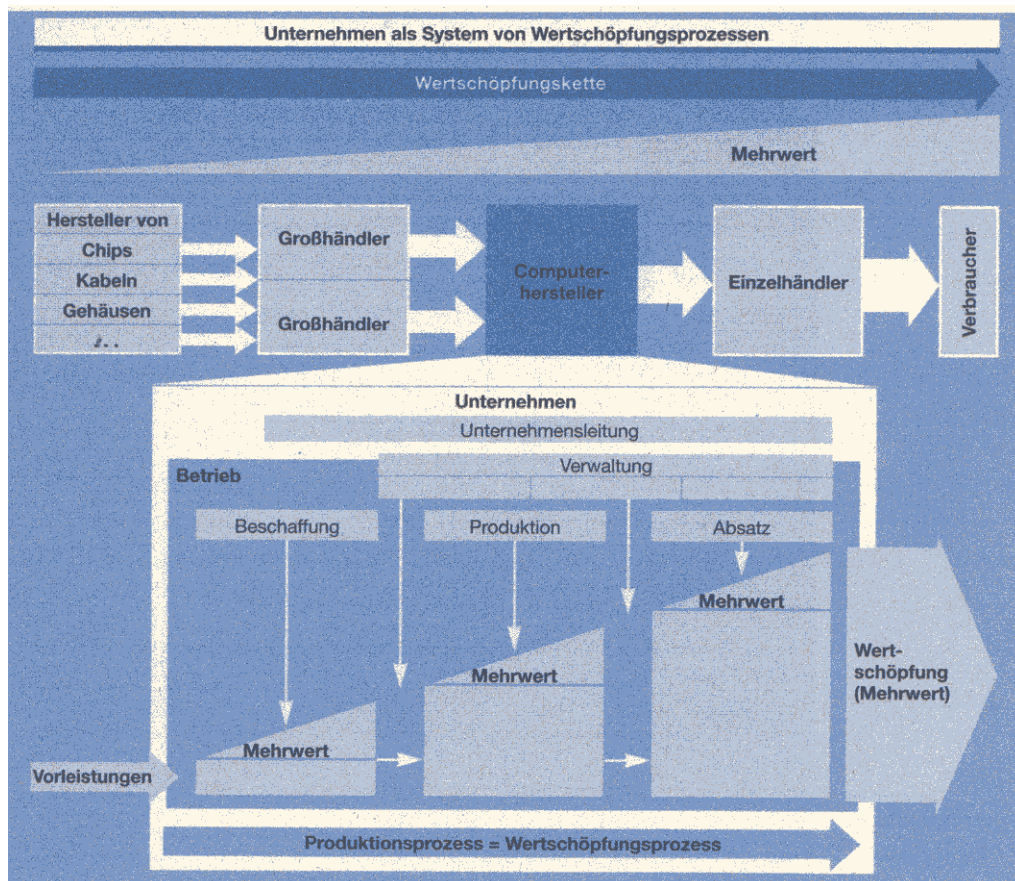 Unternehmen als System von Wertschöpfungsprozessen
Wertschöpfungskette
Mehrwert
Hersteller von
Chips
Kabeln
Gehäusen
Großhändler
Großhändler
Computer-
hersteller
Einzelhändler
Verbraucher
Unternehmen
Unternehmensleitung
Verwaltung
Betrieb
Beschaffung
Produktion
Absatz
Mehrwert
Mehrwert
Mehrwert
Wert-
schöpfung
(Mehrwert)
Vorleistungen
Produktionsprozess = Wertschöpfungsprozess